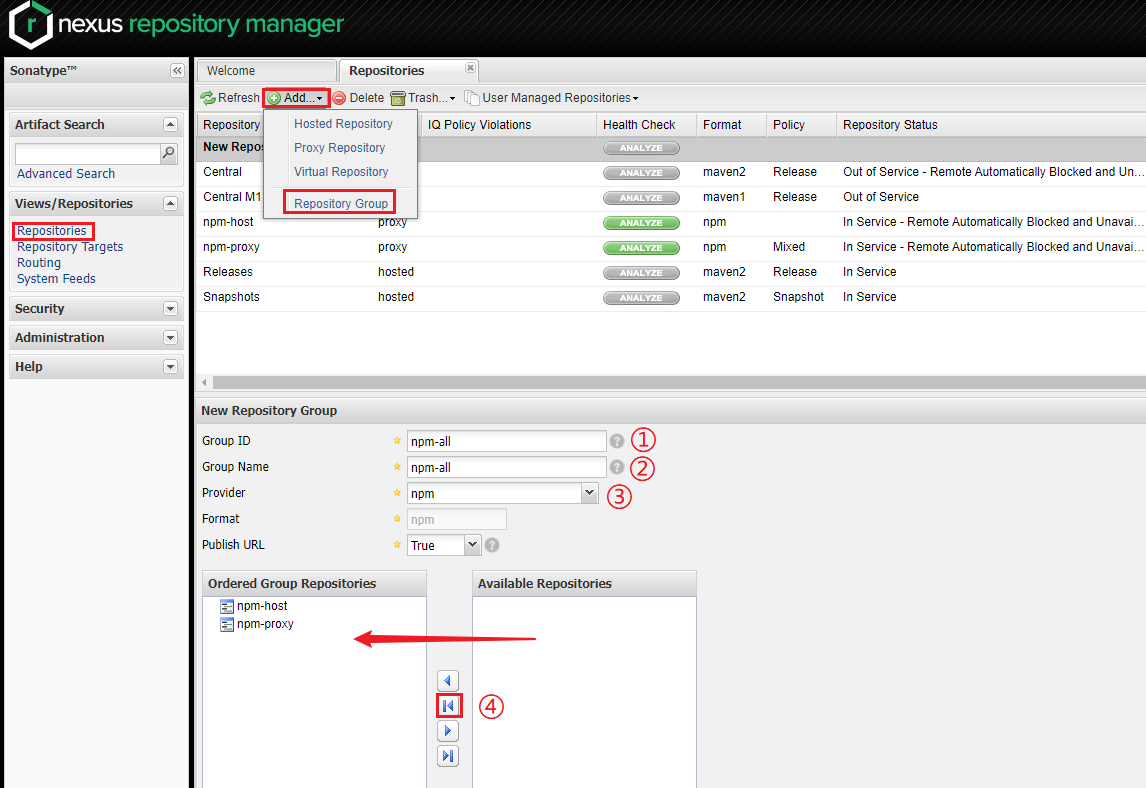 nexus repository manager
Sonatype™
Welcome
Repositories
Refresh Add... Delete Trash... User Managed Repositories
Artifact Search
Advanced Search
Views/Repositories
Repositories
Repository Targets
Routing
System Feeds
Security
Administration
Help
Hosted Repository
Proxy Repository
Virtual Repository
Repository Group
Repository IQ Policy Violations Health Check Format Policy Repository Status
New Repos ANALYZE
Central ANALYZE maven2 Release Out of Service - Remote Automatically Blocked and Un...
Central M1 ANALYZE maven1 Release Out of Service
npm-host proxy ANALYZE npm In Service - Remote Automatically Blocked and Unavai...
npm-proxy proxy ANALYZE npm Mixed In Service - Remote Automatically Blocked and Unavai...
Releases hosted ANALYZE maven2 Release In Service
Snapshots hosted ANALYZE maven2 Snapshot In Service
New Repository Group
Group ID npm-all ①
Group Name npm-all ②
Provider npm ③
Format npm
Publish URL True
Ordered Group Repositories
npm-host
npm-proxy
Available Repositories
④